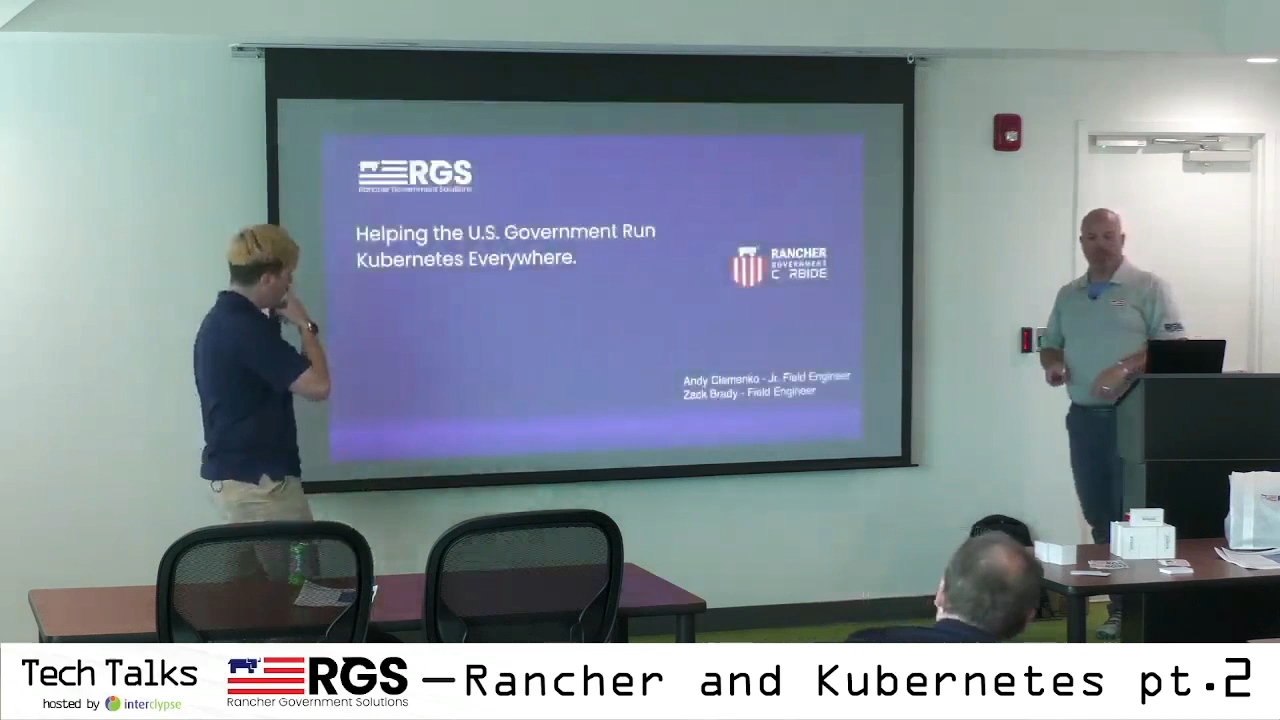 RGS
Rancher Government Solutions
Helping the U.S. Government Run
Kubernetes Everywhere.
RANCHER
GOVERNMENT
C RBIDE
Andy Clemenko - Jr. Field Engineer
Zack Brady - Field Engineer
Tech Talks
hosted by interclypse
RGS
Rancher Government Solutions
—Rancher and Kubernetes pt.2